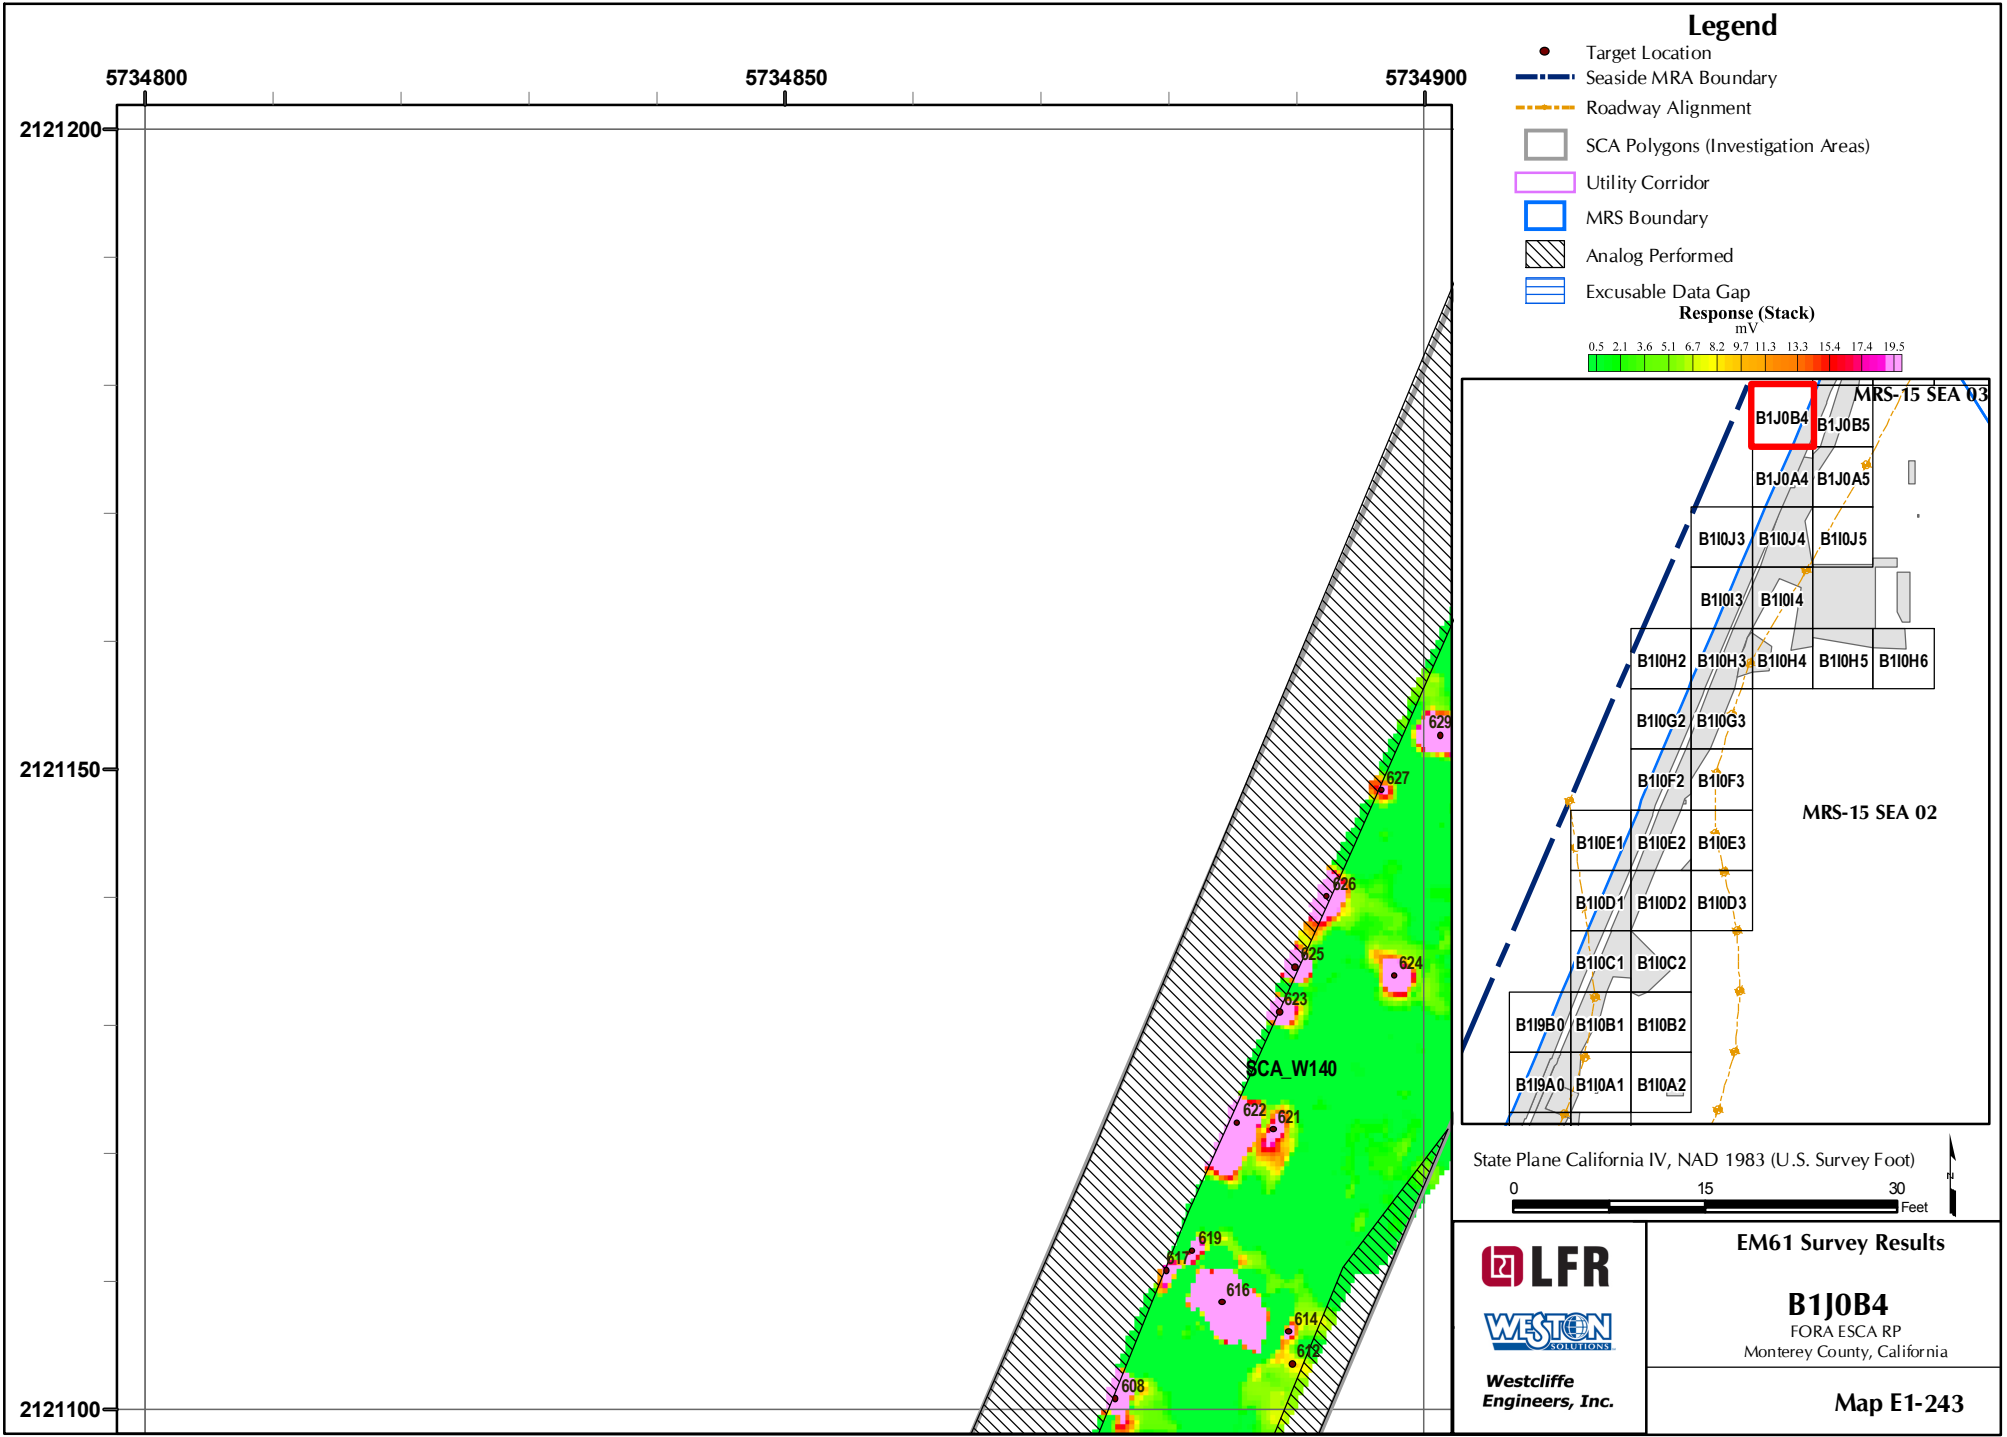 Legend
Target Location
Seaside MRA Boundary
Roadway Alignment
SCA Polygons (Investigation Areas)
Utility Corridor
MRS Boundary
Analog Performed
Excusable Data Gap
Response (Stack)
mV
0.5 2.1 3.6 5.1 6.7 8.2 9.7 11.3 13.3 15.4 17.4 19.5
5734800 5734850 5734900
2121200
2121150
2121100
629
627
626
625
624
623
SCA_W140
622
621
619
617
616
614
612
608
MRS-15 SEA 03
B1J0B4 B1J0B5
B1J0A4 B1J0A5
B1I0J3 B1I0J4 B1I0J5
B1I0I3 B1I0I4
B1I0H2 B1I0H3 B1I0H4 B1I0H5 B1I0H6
B1I0G2 B1I0G3
B1I0F2 B1I0F3
MRS-15 SEA 02
B1I0E1 B1I0E2 B1I0E3
B1I0D1 B1I0D2 B1I0D3
B1I0C1 B1I0C2
B1I9B0 B1I0B1 B1I0B2
B1I9A0 B1I0A1 B1I0A2
State Plane California IV, NAD 1983 (U.S. Survey Foot)
0 15 30
Feet
N
LFR
WESTON
SOLUTIONS
Westcliffe
Engineers, Inc.
EM61 Survey Results
B1J0B4
FORA ESCA RP
Monterey County, California
Map E1-243